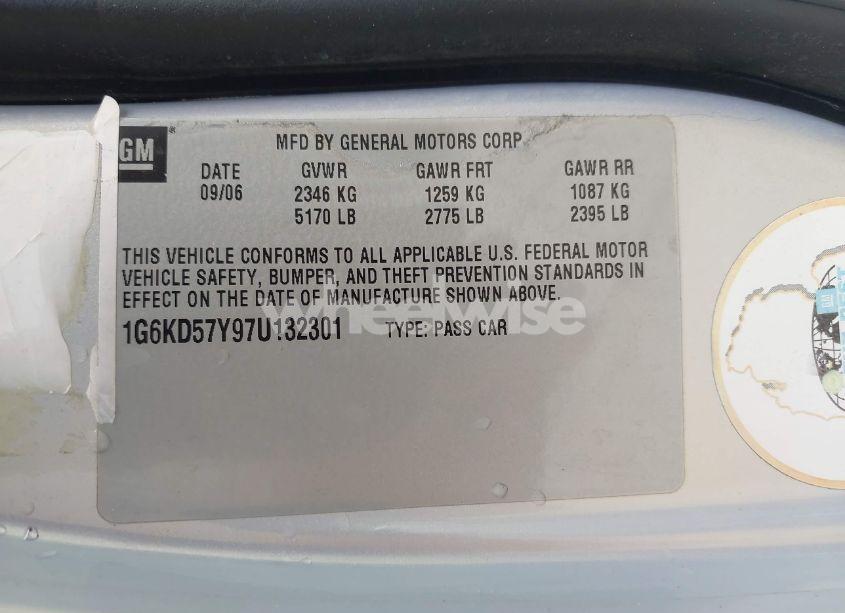 GM
MFD BY GENERAL MOTORS CORP
DATE GVWR GAWR FRT GAWR RR
09/06 2346 KG 1259 KG 1087 KG
5170 LB 2775 LB 2395 LB
THIS VEHICLE CONFORMS TO ALL APPLICABLE U.S. FEDERAL MOTOR
VEHICLE SAFETY, BUMPER, AND THEFT PREVENTION STANDARDS IN
EFFECT ON THE DATE OF MANUFACTURE SHOWN ABOVE.
1G6KD57Y97U132301 TYPE: PASS CAR
wheelwise